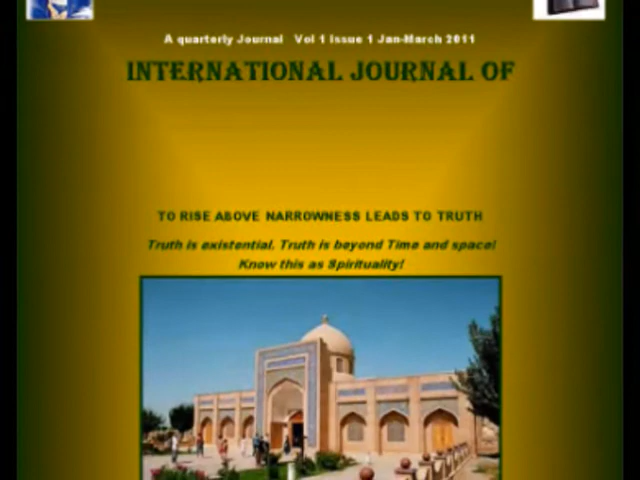 A quarterly Journal Vol 1 Issue 1 Jan-March 2011
INTERNATIONAL JOURNAL OF
TO RISE ABOVE NARROWNESS LEADS TO TRUTH
Truth is existential. Truth is beyond Time and space!
Know this as Spirituality!